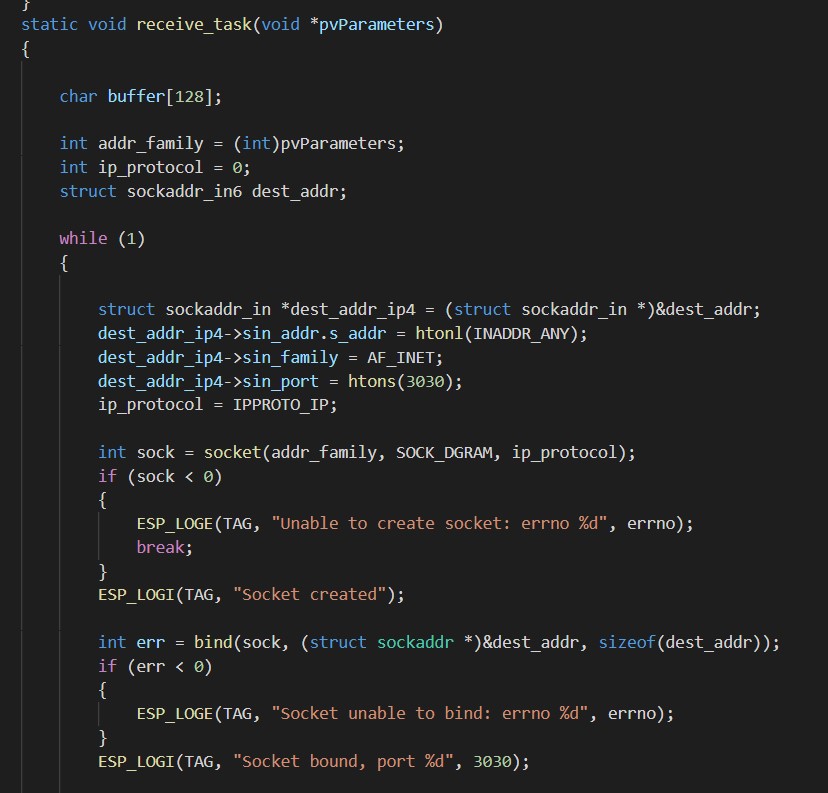 }
static void receive_task(void *pvParameters)
{
char buffer[128];
int addr_family = (int)pvParameters;
int ip_protocol = 0;
struct sockaddr_in6 dest_addr;
while (1)
{
struct sockaddr_in *dest_addr_ip4 = (struct sockaddr_in *)&dest_addr;
dest_addr_ip4->sin_addr.s_addr = htonl(INADDR_ANY);
dest_addr_ip4->sin_family = AF_INET;
dest_addr_ip4->sin_port = htons(3030);
ip_protocol = IPPROTO_IP;
int sock = socket(addr_family, SOCK_DGRAM, ip_protocol);
if (sock < 0)
{
ESP_LOGE(TAG, "Unable to create socket: errno %d", errno);
break;
}
ESP_LOGI(TAG, "Socket created");
int err = bind(sock, (struct sockaddr *)&dest_addr, sizeof(dest_addr));
if (err < 0)
{
ESP_LOGE(TAG, "Socket unable to bind: errno %d", errno);
}
ESP_LOGI(TAG, "Socket bound, port %d", 3030);